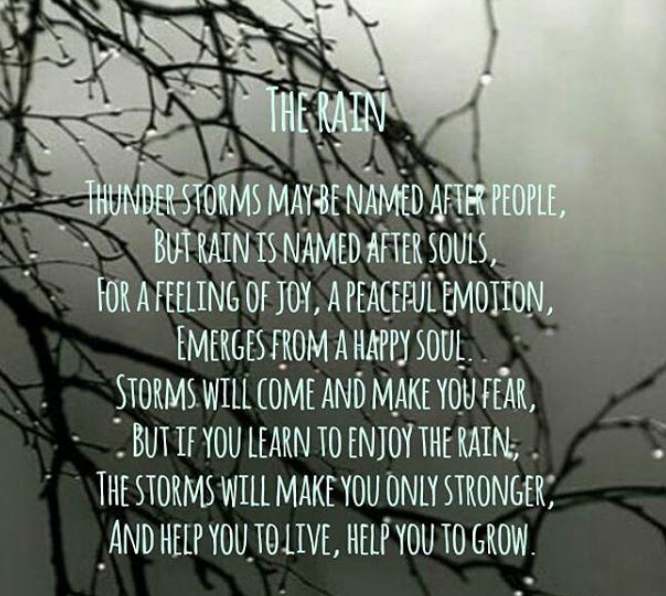 THE RAIN
THUNDER STORMS MAY BE NAMED AFTER PEOPLE,
BUT RAIN IS NAMED AFTER SOULS,
FOR A FEELING OF JOY, A PEACEFUL EMOTION,
EMERGES FROM A HAPPY SOUL.
STORMS WILL COME AND MAKE YOU FEAR,
BUT IF YOU LEARN TO ENJOY THE RAIN,
THE STORMS WILL MAKE YOU ONLY STRONGER,
AND HELP YOU TO LIVE, HELP YOU TO GROW.